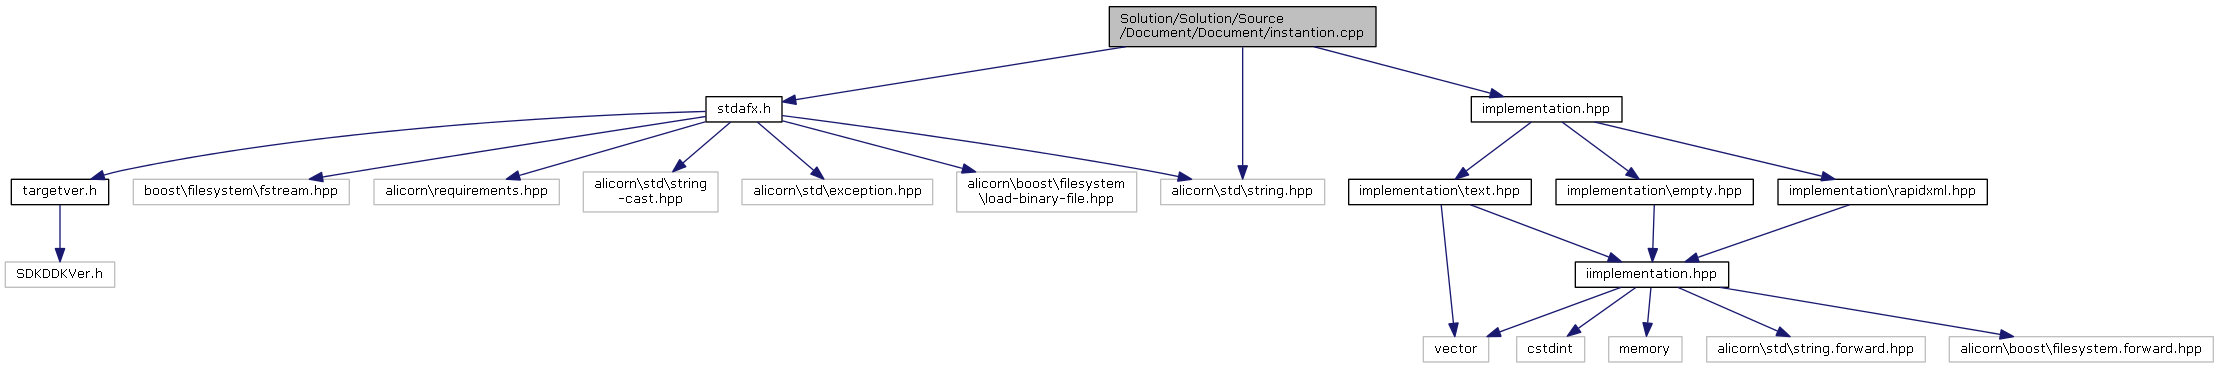 Solution/Solution/Source
/Document/Document/instantion.cpp
stdafx.h
implementation.hpp
targetver.h
boost\filesystem\fstream.hpp
alicorn\requirements.hpp
alicorn\std\string
-cast.hpp
alicorn\std\exception.hpp
alicorn\boost\filesystem
\load-binary-file.hpp
alicorn\std\string.hpp
implementation\text.hpp
implementation\empty.hpp
implementation\rapidxml.hpp
SDKDDKVer.h
iimplementation.hpp
vector
cstdint
memory
alicorn\std\string.forward.hpp
alicorn\boost\filesystem.forward.hpp